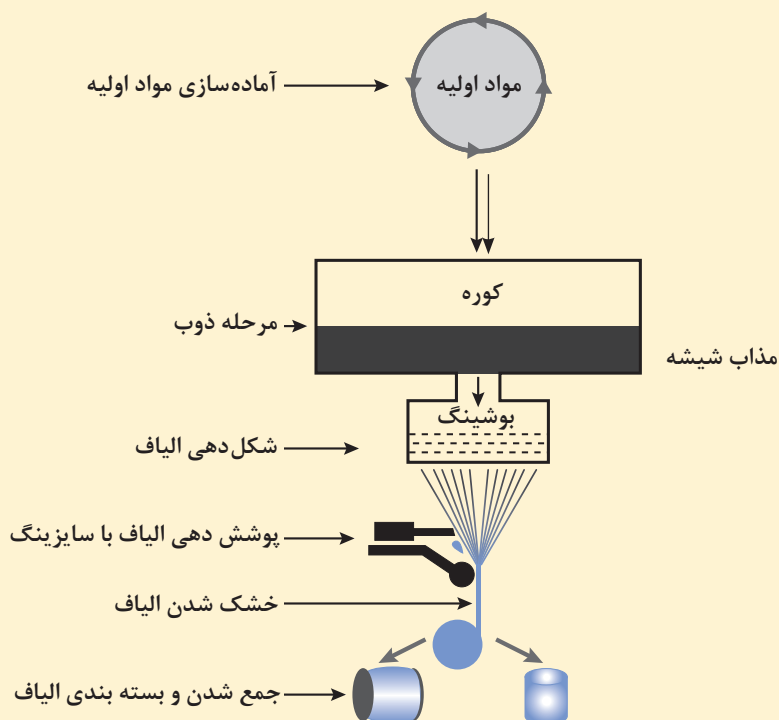 مواد اولیه
آماده‌سازی مواد اولیه
کوره
مرحله ذوب
مذاب شیشه
بوشینگ
شکل‌دهی الیاف
پوشش دهی الیاف با سایزینگ
خشک شدن الیاف
جمع شدن و بسته بندی الیاف